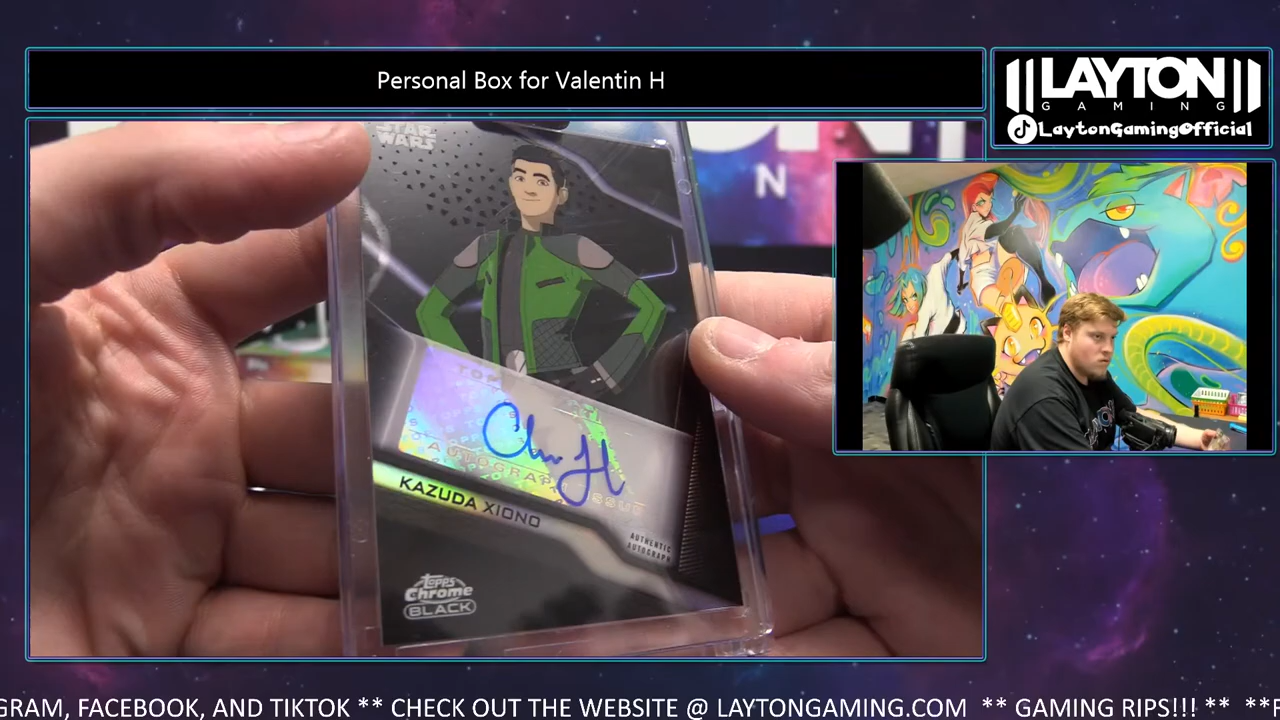 Personal Box for Valentin H
LAYTON
GAMING
LaytonGamingOfficial
STAR
WARS
N
KAZUDA XIONO
AUTHENTIC
AUTOGRAPH
Topps
Chrome
BLACK
GRAM, FACEBOOK, AND TIKTOK ** CHECK OUT THE WEBSITE @ LAYTONGAMING.COM ** GAMING RIPS!!! ** **